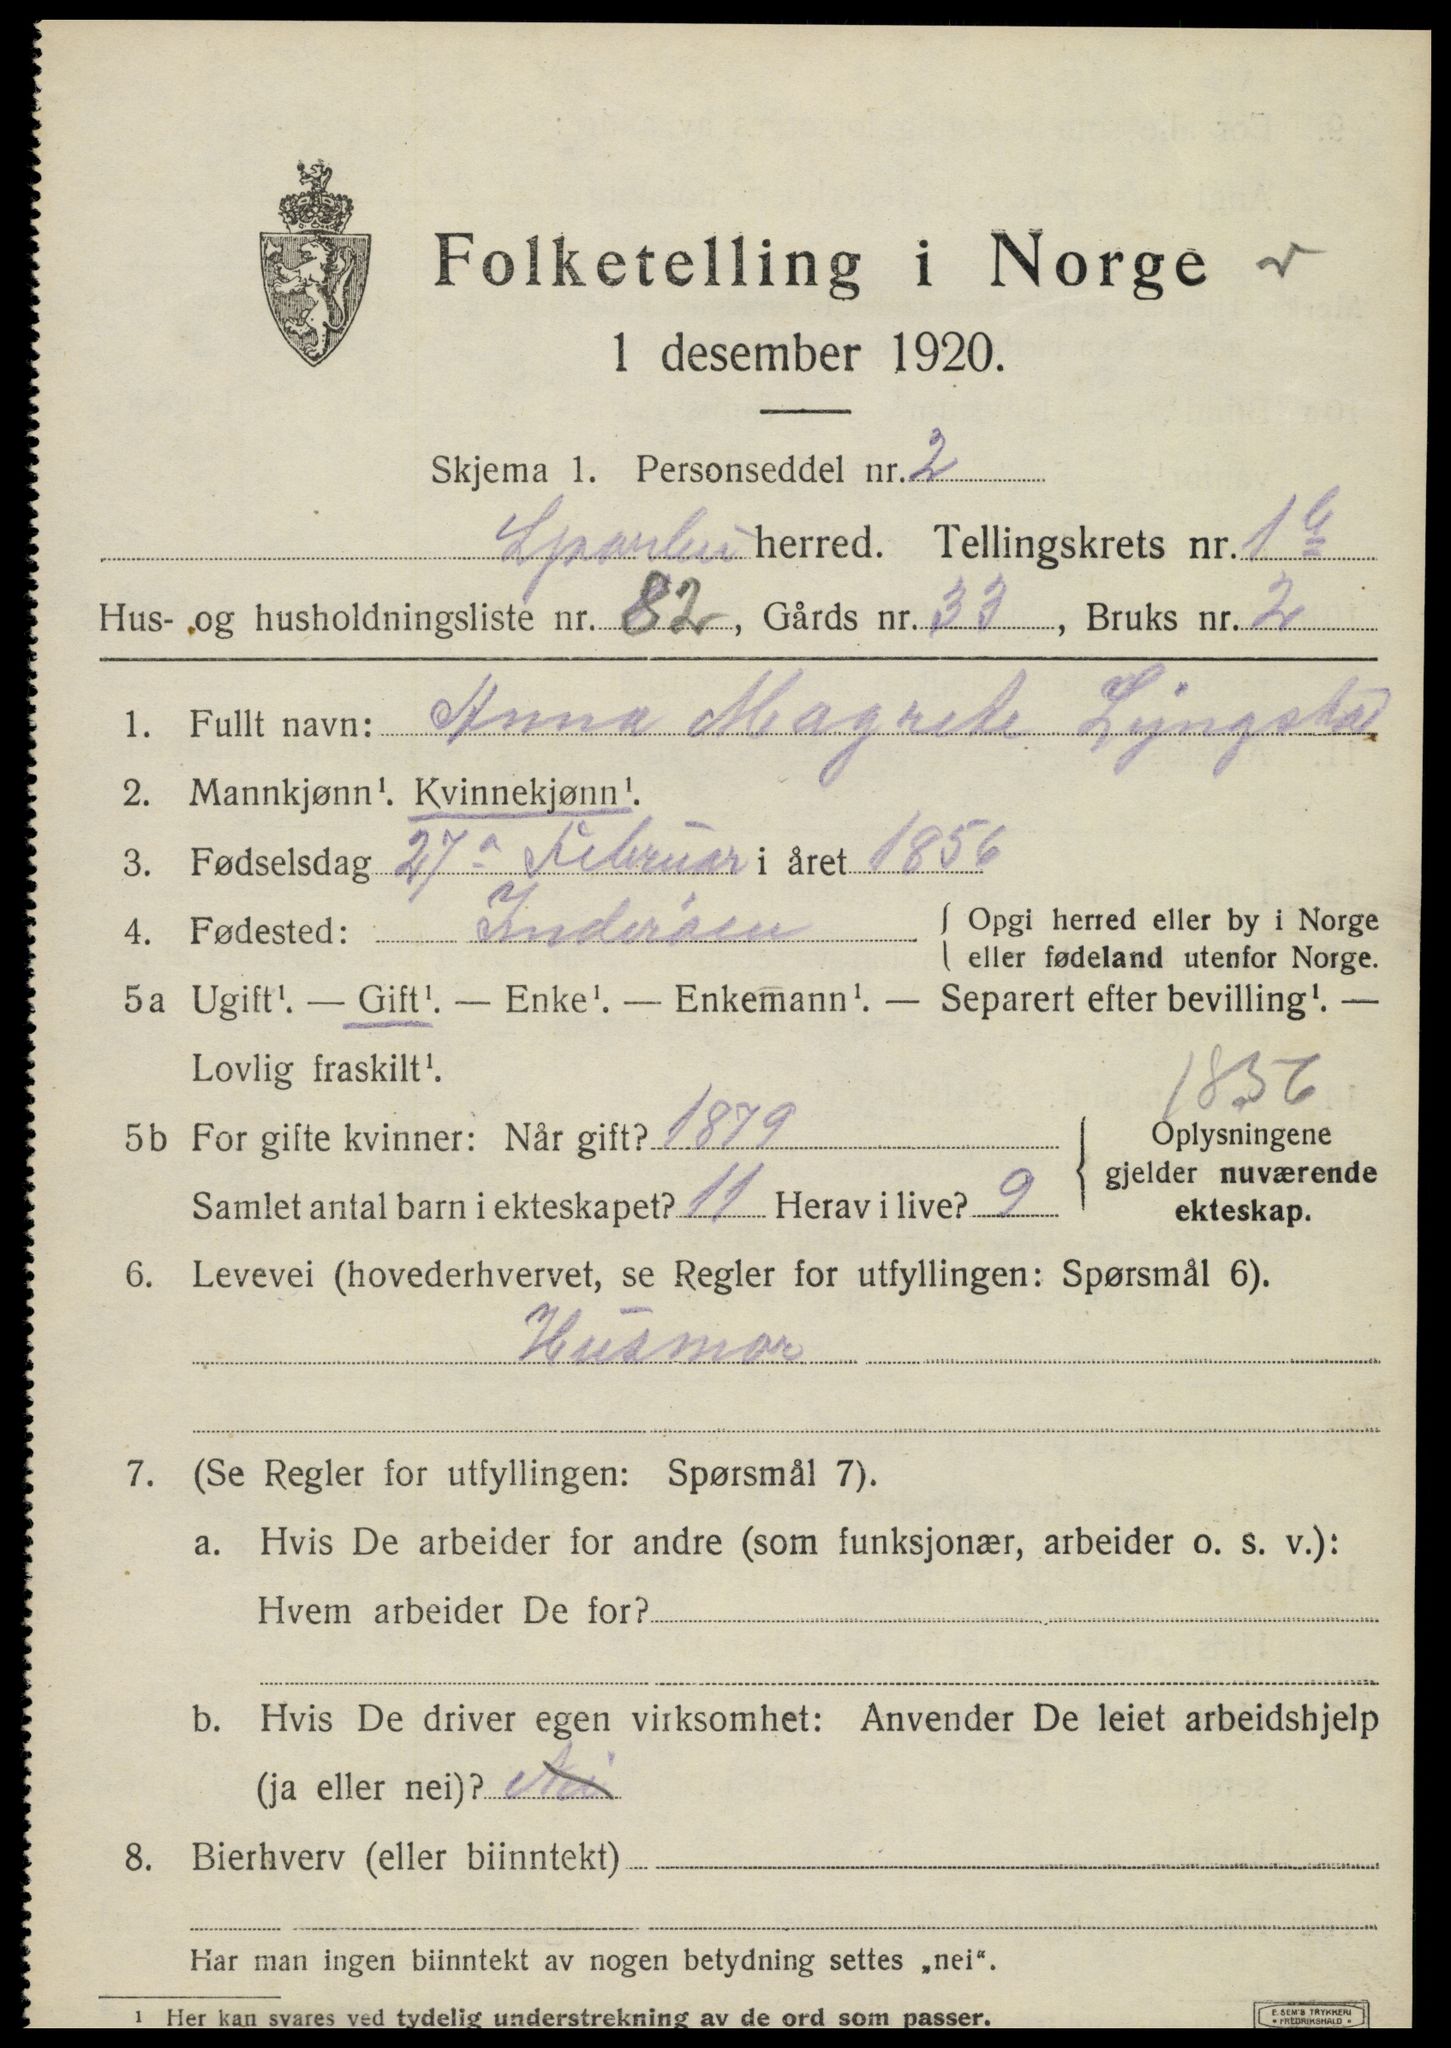 Folketelling i Norge
1 desember 1920.
Skjema 1. Personseddel nr. 2
Sparbu herred. Tellingskrets nr. 1 b
Hus- og husholdningsliste nr. 82, Gårds nr. 33, Bruks nr. 2
1. Fullt navn: Anna Magrete Lyngstad
2. Mannkjønn¹. Kvinnekjønn¹.
3. Fødselsdag 27de Februar i året 1856
4. Fødested: Inderøen { Opgi herred eller by i Norge
eller fødeland utenfor Norge.
5a Ugift¹. — Gift¹. — Enke¹. — Enkemann¹. — Separert efter bevilling¹. —
Lovlig fraskilt¹.
1856
5b For gifte kvinner: Når gift? 1879
Samlet antal barn i ekteskapet? 11 Herav i live? 9
Oplysningene
gjelder nuværende
ekteskap.
6. Levevei (hovederhvervet, se Regler for utfyllingen: Spørsmål 6).
Husmor
7. (Se Regler for utfyllingen: Spørsmål 7).
a. Hvis De arbeider for andre (som funksjonær, arbeider o. s. v.):
Hvem arbeider De for?
b. Hvis De driver egen virksomhet: Anvender De leiet arbeidshjelp
(ja eller nei)? Nei
8. Bierhverv (eller biinntekt)
Har man ingen biinntekt av nogen betydning settes „nei“.
¹ Her kan svares ved tydelig understrekning av de ord som passer.
E. SEM'S TRYKKERI
• FREDRIKSHALD •